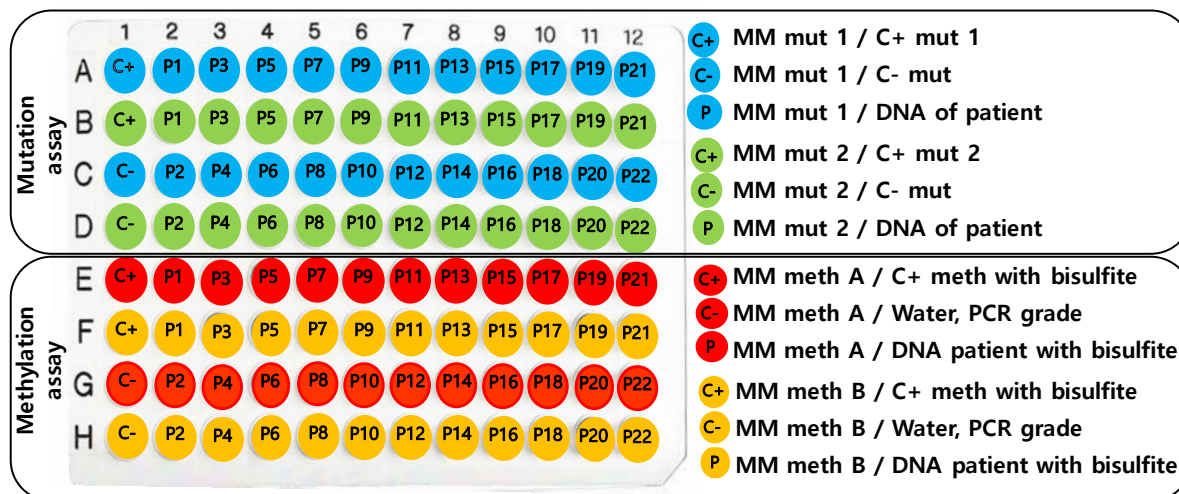 1 2 3 4 5 6 7 8 9 10 11 12
A C+ P1 P3 P5 P7 P9 P11 P13 P15 P17 P19 P21
B C+ P1 P3 P5 P7 P9 P11 P13 P15 P17 P19 P21
C C- P2 P4 P6 P8 P10 P12 P14 P16 P18 P20 P22
D C- P2 P4 P6 P8 P10 P12 P14 P16 P18 P20 P22
Mutation
assay
C+ MM mut 1 / C+ mut 1
C- MM mut 1 / C- mut
P MM mut 1 / DNA of patient
C+ MM mut 2 / C+ mut 2
C- MM mut 2 / C- mut
P MM mut 2 / DNA of patient
E C+ P1 P3 P5 P7 P9 P11 P13 P15 P17 P19 P21
F C+ P1 P3 P5 P7 P9 P11 P13 P15 P17 P19 P21
G C- P2 P4 P6 P8 P10 P12 P14 P16 P18 P20 P22
H C- P2 P4 P6 P8 P10 P12 P14 P16 P18 P20 P22
Methylation
assay
C+ MM meth A / C+ meth with bisulfite
C- MM meth A / Water, PCR grade
P MM meth A / DNA patient with bisulfite
C+ MM meth B / C+ meth with bisulfite
C- MM meth B / Water, PCR grade
P MM meth B / DNA patient with bisulfite